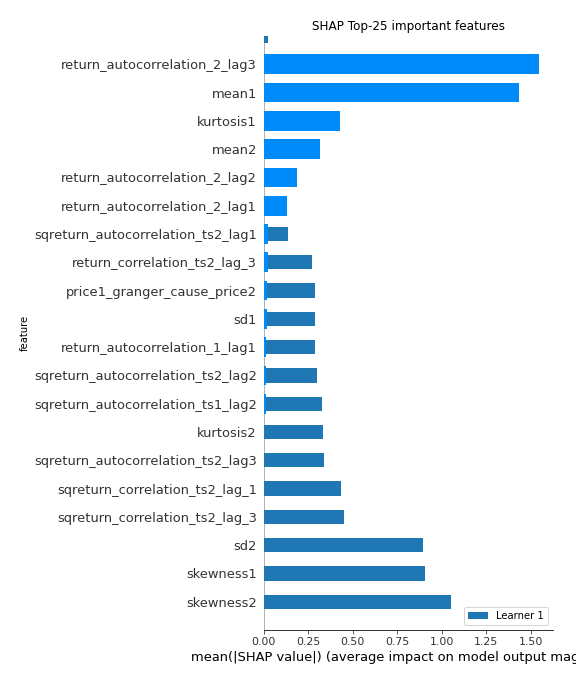 SHAP Top-25 important features
return_autocorrelation_2_lag3
mean1
kurtosis1
mean2
return_autocorrelation_2_lag2
return_autocorrelation_2_lag1
sqreturn_autocorrelation_ts2_lag1
return_correlation_ts2_lag_3
price1_granger_cause_price2
sd1
return_autocorrelation_1_lag1
sqreturn_autocorrelation_ts2_lag2
sqreturn_autocorrelation_ts1_lag2
kurtosis2
sqreturn_autocorrelation_ts2_lag3
sqreturn_correlation_ts2_lag_1
sqreturn_correlation_ts2_lag_3
sd2
skewness1
skewness2
feature
Learner 1
0.00 0.25 0.50 0.75 1.00 1.25 1.50
mean(|SHAP value|) (average impact on model output mag